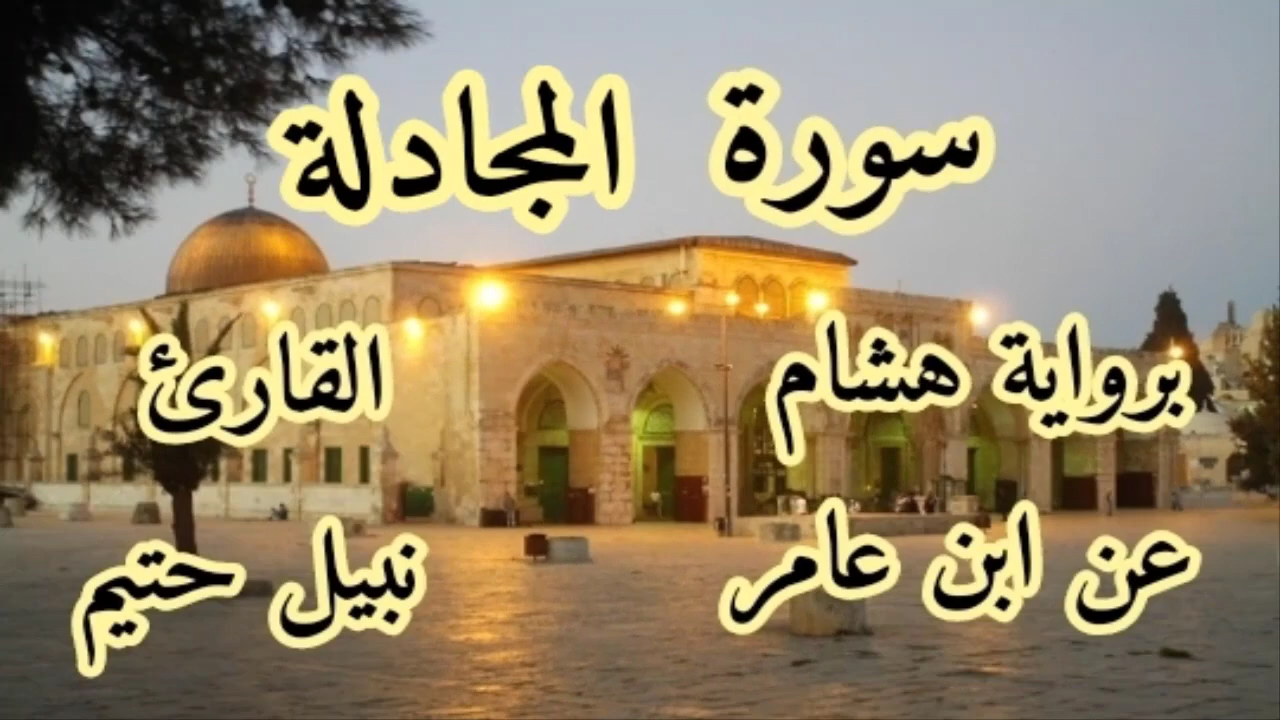 سورة المجادلة
برواية هشام
عن ابن عامر
القارئ
نبيل حتيم